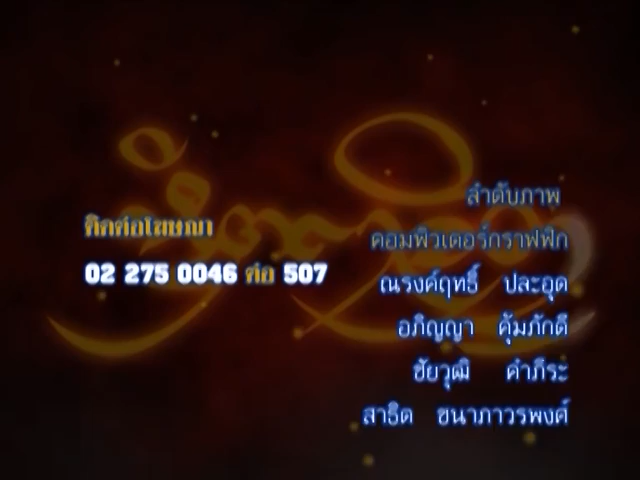 ติดต่อโฆษณา
02 275 0046 ต่อ 507
ลำดับภาพ
คอมพิวเตอร์กราฟฟิก
ณรงค์ฤทธิ์ ปละอุด
อภิญญา คุ้มภักดี
ชัยวุฒิ คำภีระ
สาธิต ชนาภาวรพงศ์